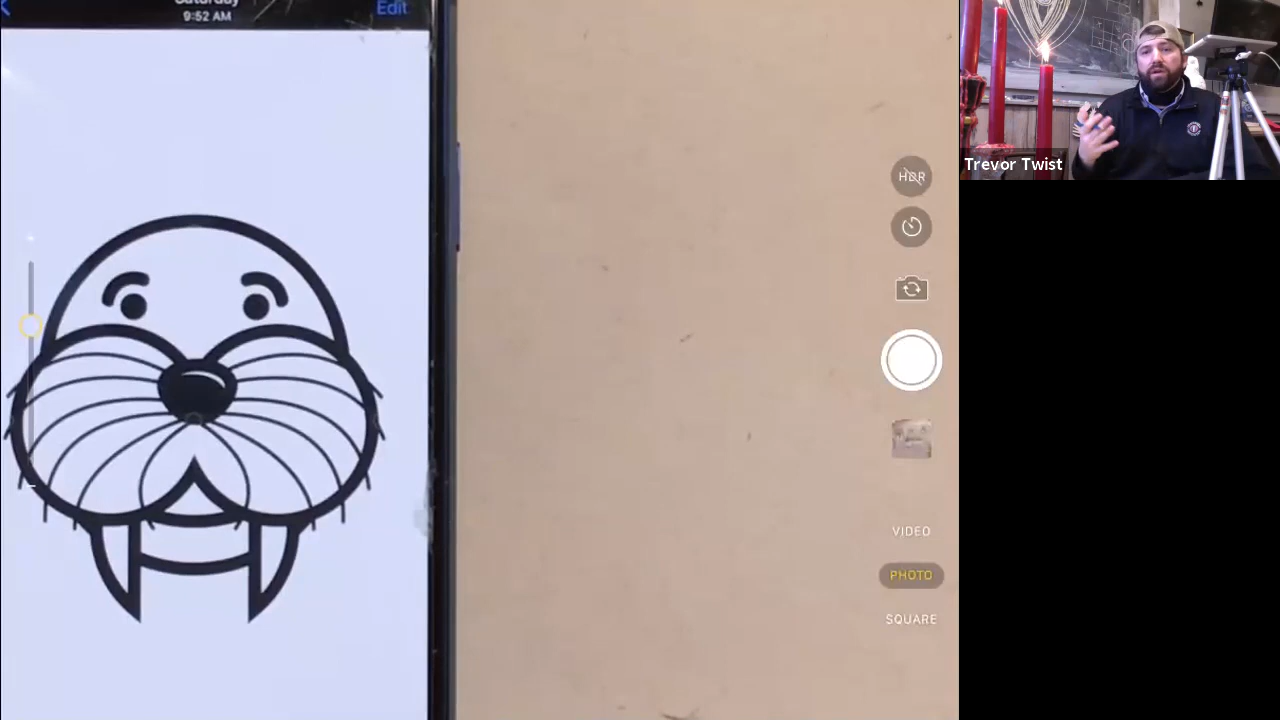 Saturday
9:52 AM
Edit
HDR
VIDEO
PHOTO
SQUARE
Trevor Twist